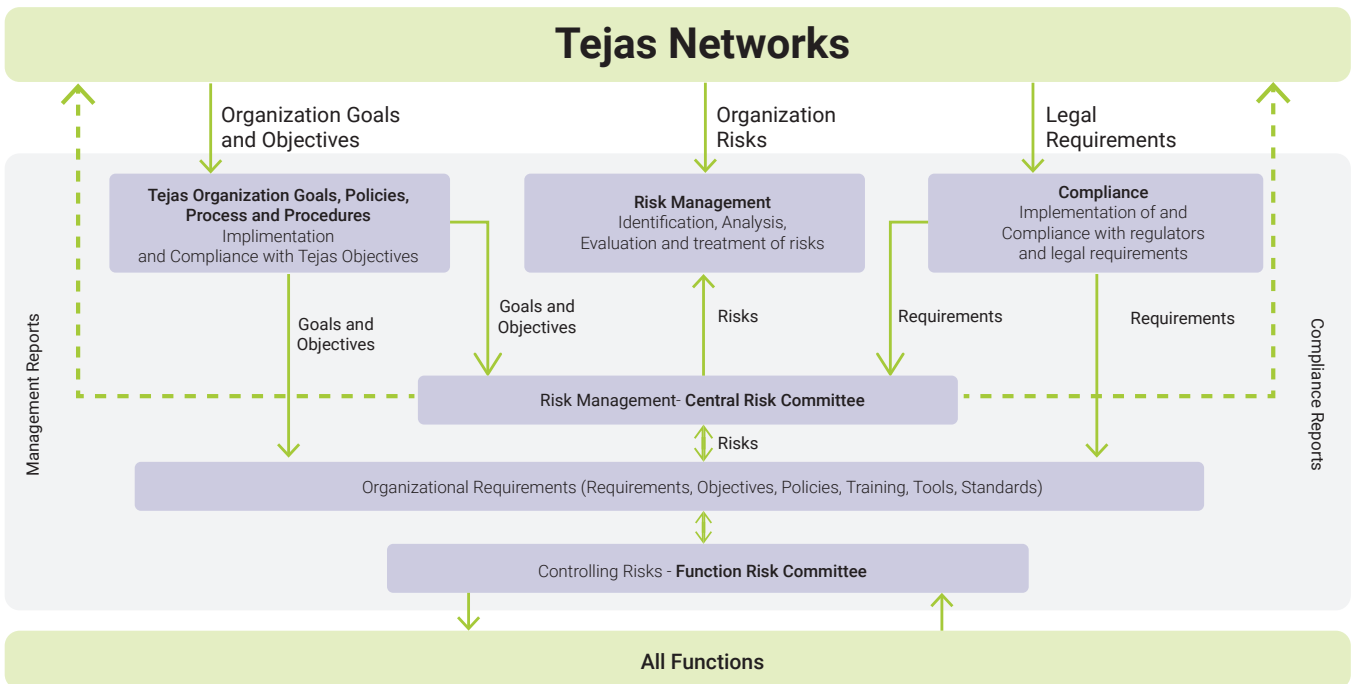 Tejas Networks
Organization Goals
and Objectives
Organization
Risks
Legal
Requirements
Tejas Organization Goals, Policies,
Process and Procedures
Implimentation
and Compliance with Tejas Objectives
Risk Management
Identification, Analysis,
Evaluation and treatment of risks
Compliance
Implementation of and
Compliance with regulators
and legal requirements
Management Reports
Goals and
Objectives
Goals and
Objectives
Risks
Requirements
Requirements
Compliance Reports
Risk Management- Central Risk Committee
Risks
Organizational Requirements (Requirements, Objectives, Policies, Training, Tools, Standards)
Controlling Risks - Function Risk Committee
All Functions